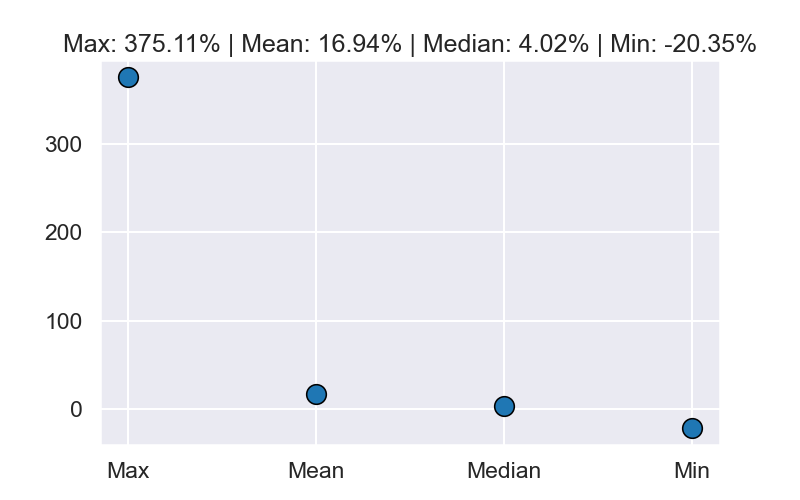 Max: 375.11% | Mean: 16.94% | Median: 4.02% | Min: -20.35%
300
200
100
0
Max Mean Median Min